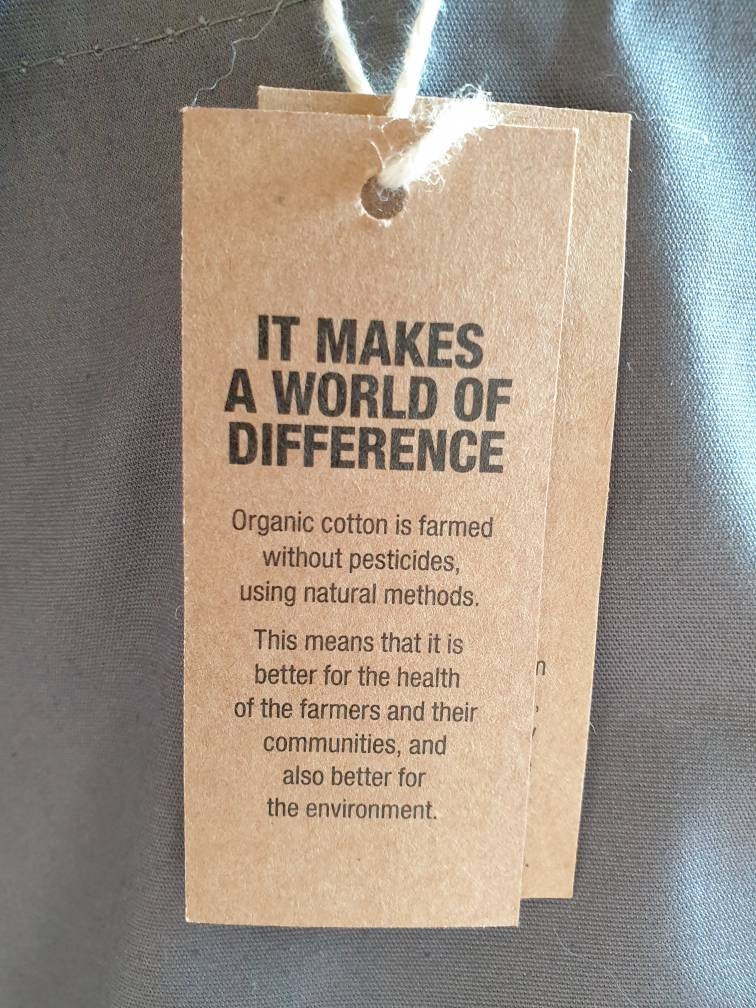 IT MAKES
A WORLD OF
DIFFERENCE
Organic cotton is farmed
without pesticides,
using natural methods.
This means that it is
better for the health
of the farmers and their
communities, and
also better for
the environment.